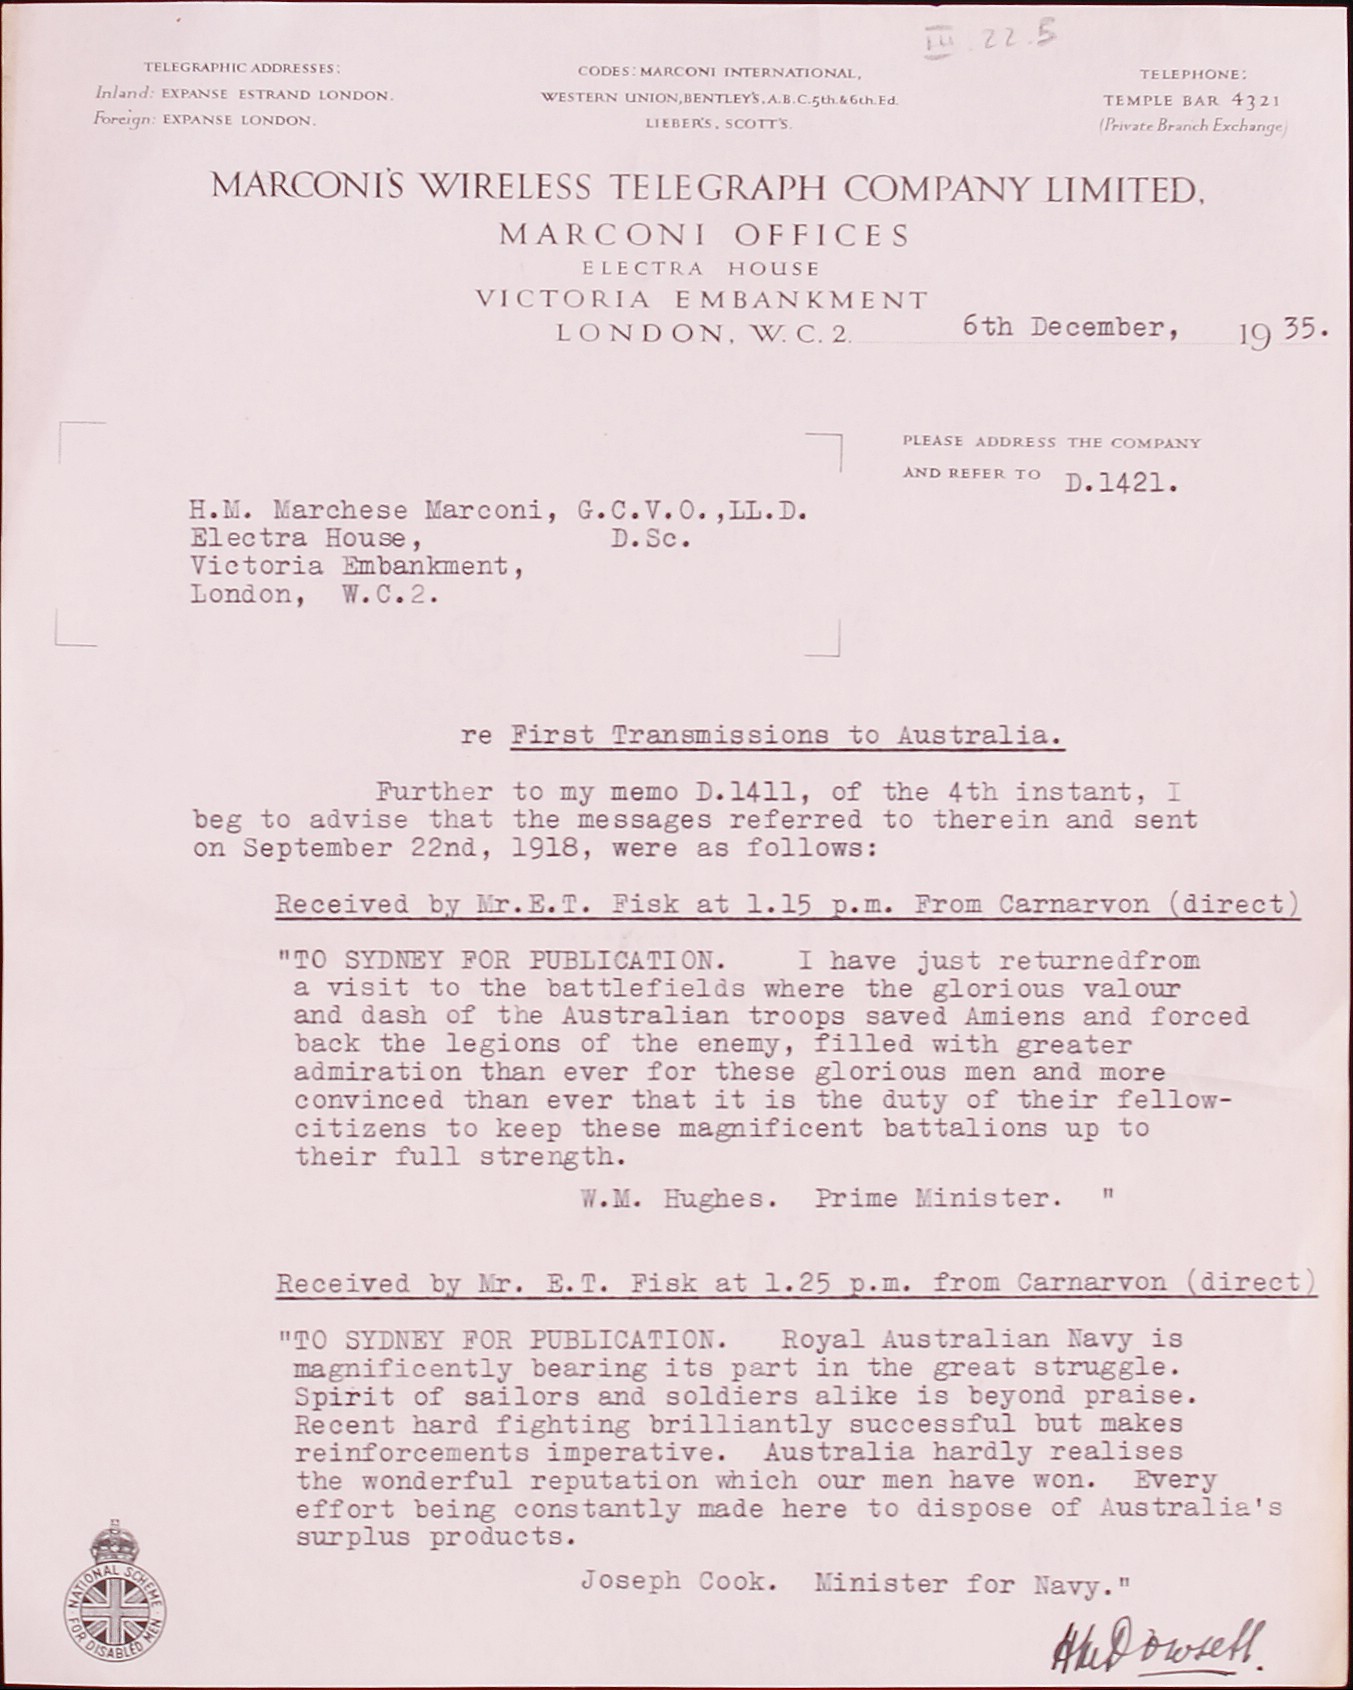 III.22.5
TELEGRAPHIC ADDRESSES:
Inland: EXPANSE ESTRAND LONDON.
Foreign: EXPANSE LONDON.
CODES: MARCONI INTERNATIONAL,
WESTERN UNION, BENTLEY'S, A.B.C. 5th. & 6th. Ed.
LIEBER'S, SCOTT'S.
TELEPHONE:
TEMPLE BAR 4321
(Private Branch Exchange)
MARCONI'S WIRELESS TELEGRAPH COMPANY LIMITED,
MARCONI OFFICES
ELECTRA HOUSE
VICTORIA EMBANKMENT
LONDON, W.C.2. 6th December, 1935.
PLEASE ADDRESS THE COMPANY
AND REFER TO D.1421.
H.M. Marchese Marconi, G.C.V.O.,LL.D.
Electra House, D.Sc.
Victoria Embankment,
London, W.C.2.
re First Transmissions to Australia.
Further to my memo D.1411, of the 4th instant, I
beg to advise that the messages referred to therein and sent
on September 22nd, 1918, were as follows:
Received by Mr.E.T. Fisk at 1.15 p.m. From Carnarvon (direct)
"TO SYDNEY FOR PUBLICATION. I have just returnedfrom
a visit to the battlefields where the glorious valour
and dash of the Australian troops saved Amiens and forced
back the legions of the enemy, filled with greater
admiration than ever for these glorious men and more
convinced than ever that it is the duty of their fellow-
citizens to keep these magnificent battalions up to
their full strength.
W.M. Hughes. Prime Minister. "
Received by Mr. E.T. Fisk at 1.25 p.m. from Carnarvon (direct)
"TO SYDNEY FOR PUBLICATION. Royal Australian Navy is
magnificently bearing its part in the great struggle.
Spirit of sailors and soldiers alike is beyond praise.
Recent hard fighting brilliantly successful but makes
reinforcements imperative. Australia hardly realises
the wonderful reputation which our men have won. Every
effort being constantly made here to dispose of Australia's
surplus products.
Joseph Cook. Minister for Navy."
NATIONAL SCHEME
FOR DISABLED MEN
Dowsett.